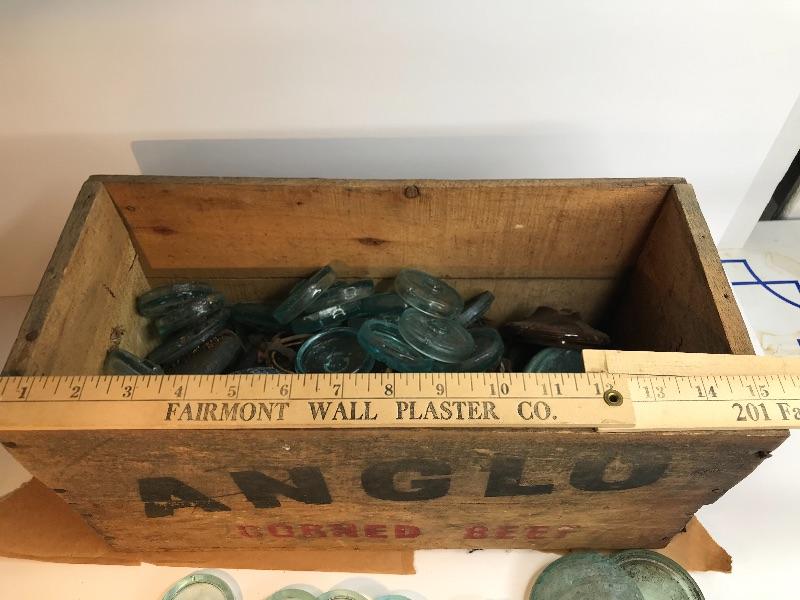 1 2 3 4 5 6 7 8 9 10 11 12 13 14 15
FAIRMONT WALL PLASTER CO. 201 Fa
ANGLO
CORNED BEEF